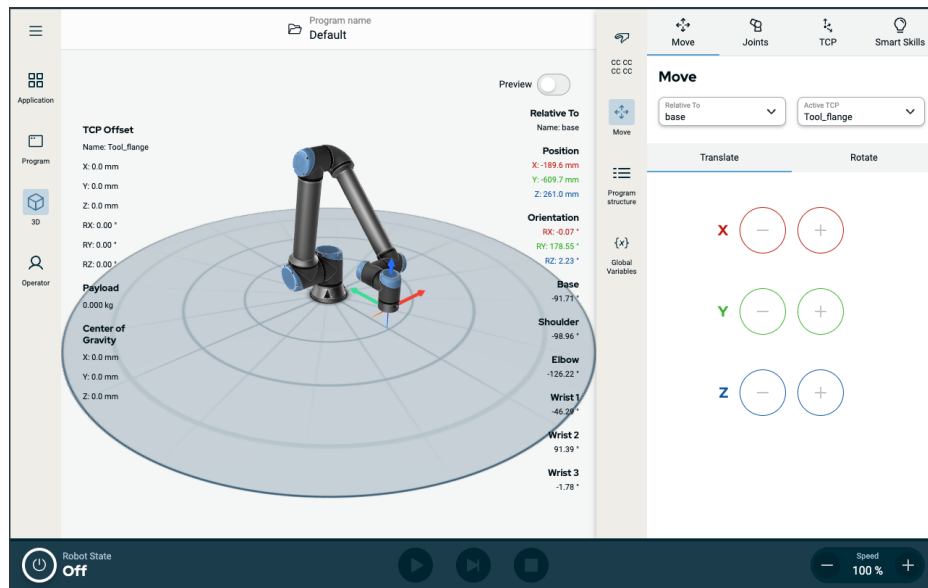 Program name
Default
Application
Program
3D
Operator
Preview
TCP Offset
Name: Tool_flange
X: 0.0 mm
Y: 0.0 mm
Z: 0.0 mm
RX: 0.00 °
RY: 0.00 °
RZ: 0.00 °
Payload
0.000 kg
Center of
Gravity
X: 0.0 mm
Y: 0.0 mm
Z: 0.0 mm
Relative To
Name: base
Position
X: -189.6 mm
Y: -609.7 mm
Z: 261.0 mm
Orientation
RX: -0.07 °
RY: 178.55 °
RZ: 2.23 °
Base
-91.71 °
Shoulder
-98.96 °
Elbow
-126.22 °
Wrist 1
-46.29 °
Wrist 2
91.39 °
Wrist 3
-1.78 °
CC CC
CC CC
Move
Program
structure
{x}
Global
Variables
Move
Joints
TCP
Smart Skills
Move
Relative To
base
Active TCP
Tool_flange
Translate
Rotate
X
Y
Z
Robot State
Off
Speed
100 %